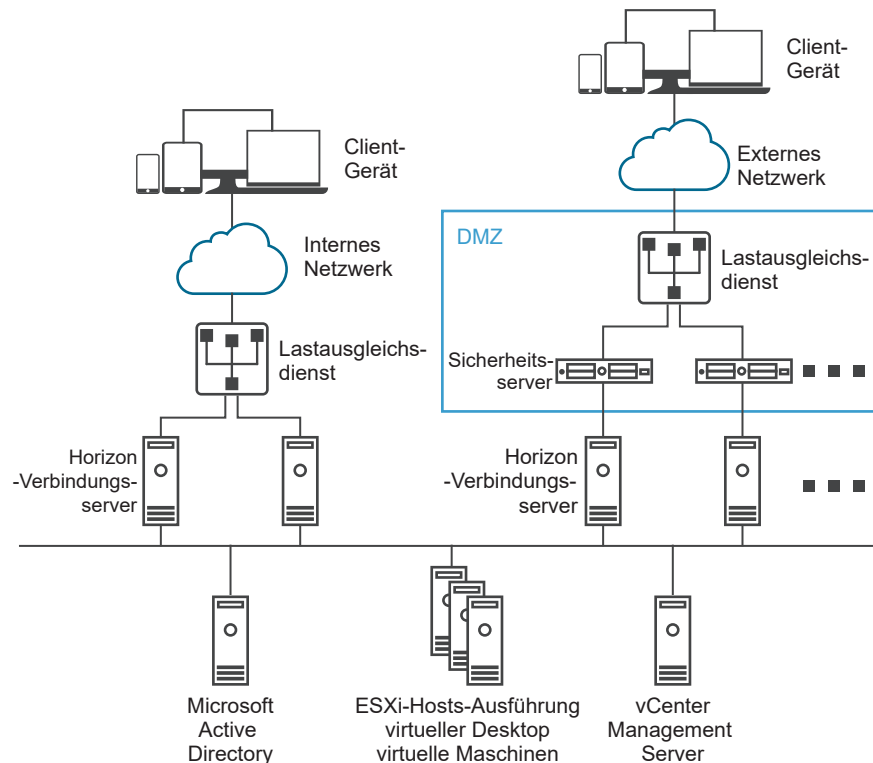 Client-
Gerät
Externes
Netzwerk
DMZ
Lastausgleichs-
dienst
Sicherheits-
server
Horizon
-Verbindungs-
server
Client-
Gerät
Internes
Netzwerk
Lastausgleichs-
dienst
Horizon
-Verbindungs-
server
Microsoft
Active
Directory
ESXi-Hosts-Ausführung
virtueller Desktop
virtuelle Maschinen
vCenter
Management
Server